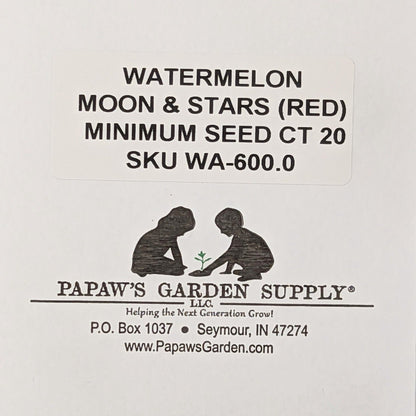 WATERMELON
MOON & STARS (RED)
MINIMUM SEED CT 20
SKU WA-600.0
PAPAW'S GARDEN SUPPLY®
LLC.
Helping the Next Generation Grow!
P.O. Box 1037 • Seymour, IN 47274
www.PapawsGarden.com